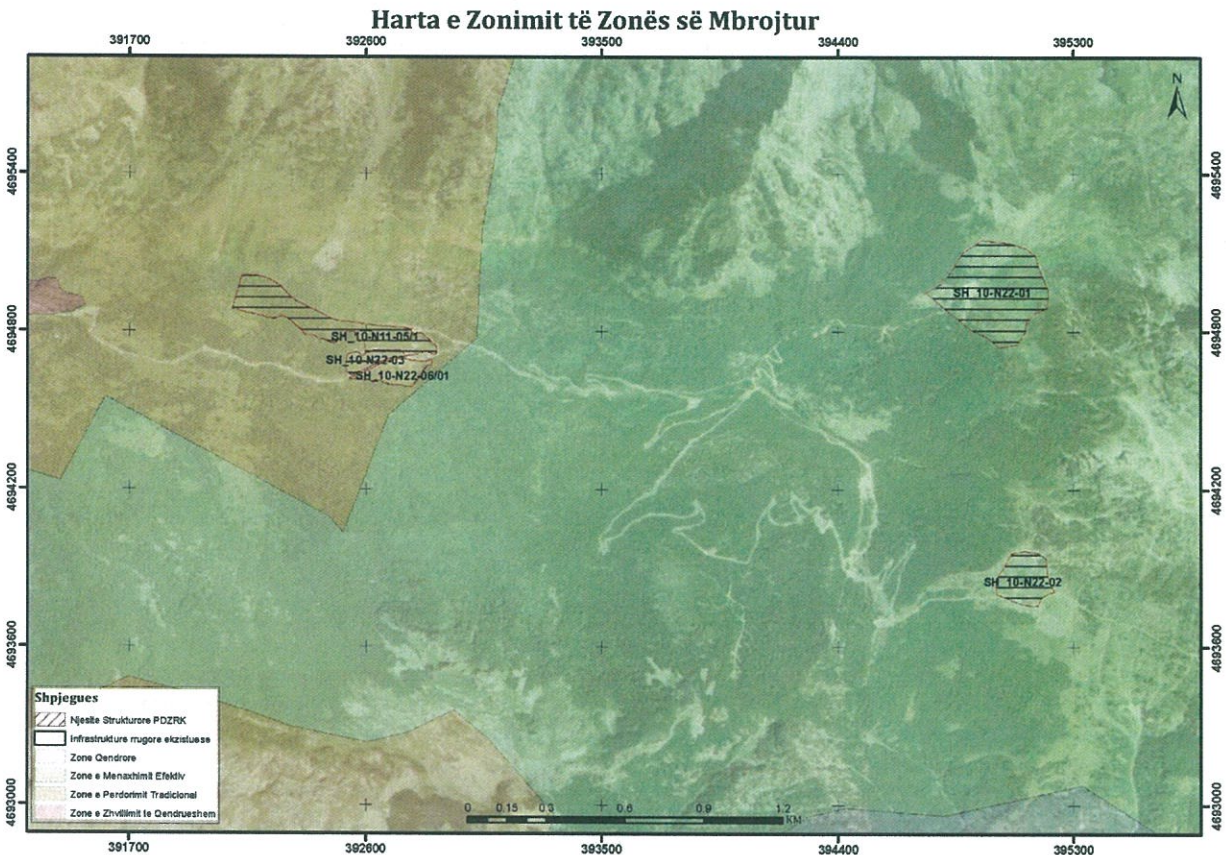 Harta e Zonimit të Zonës së Mbrojtur
391700 392600 393500 394400 395300
N
4695400 4695400
SH_10-N22-01
4694800 4694800
SH_10-N11-05/1
SH_10-N22-03
SH_10-N22-06/01
4694200 4694200
SH_10-N22-02
4693600 4693600
Shpjegues
Njesite Strukturore PDZRK
Infrastrukture rrugore ekzistuese
Zone Qendrore
Zone e Menaxhimit Efektiv
Zone e Perdorimit Tradicional
Zone e Zhvillimit te Qendrueshem
4693000 4693000
0 0.15 0.3 0.6 0.9 1.2
KM
391700 392600 393500 394400 395300